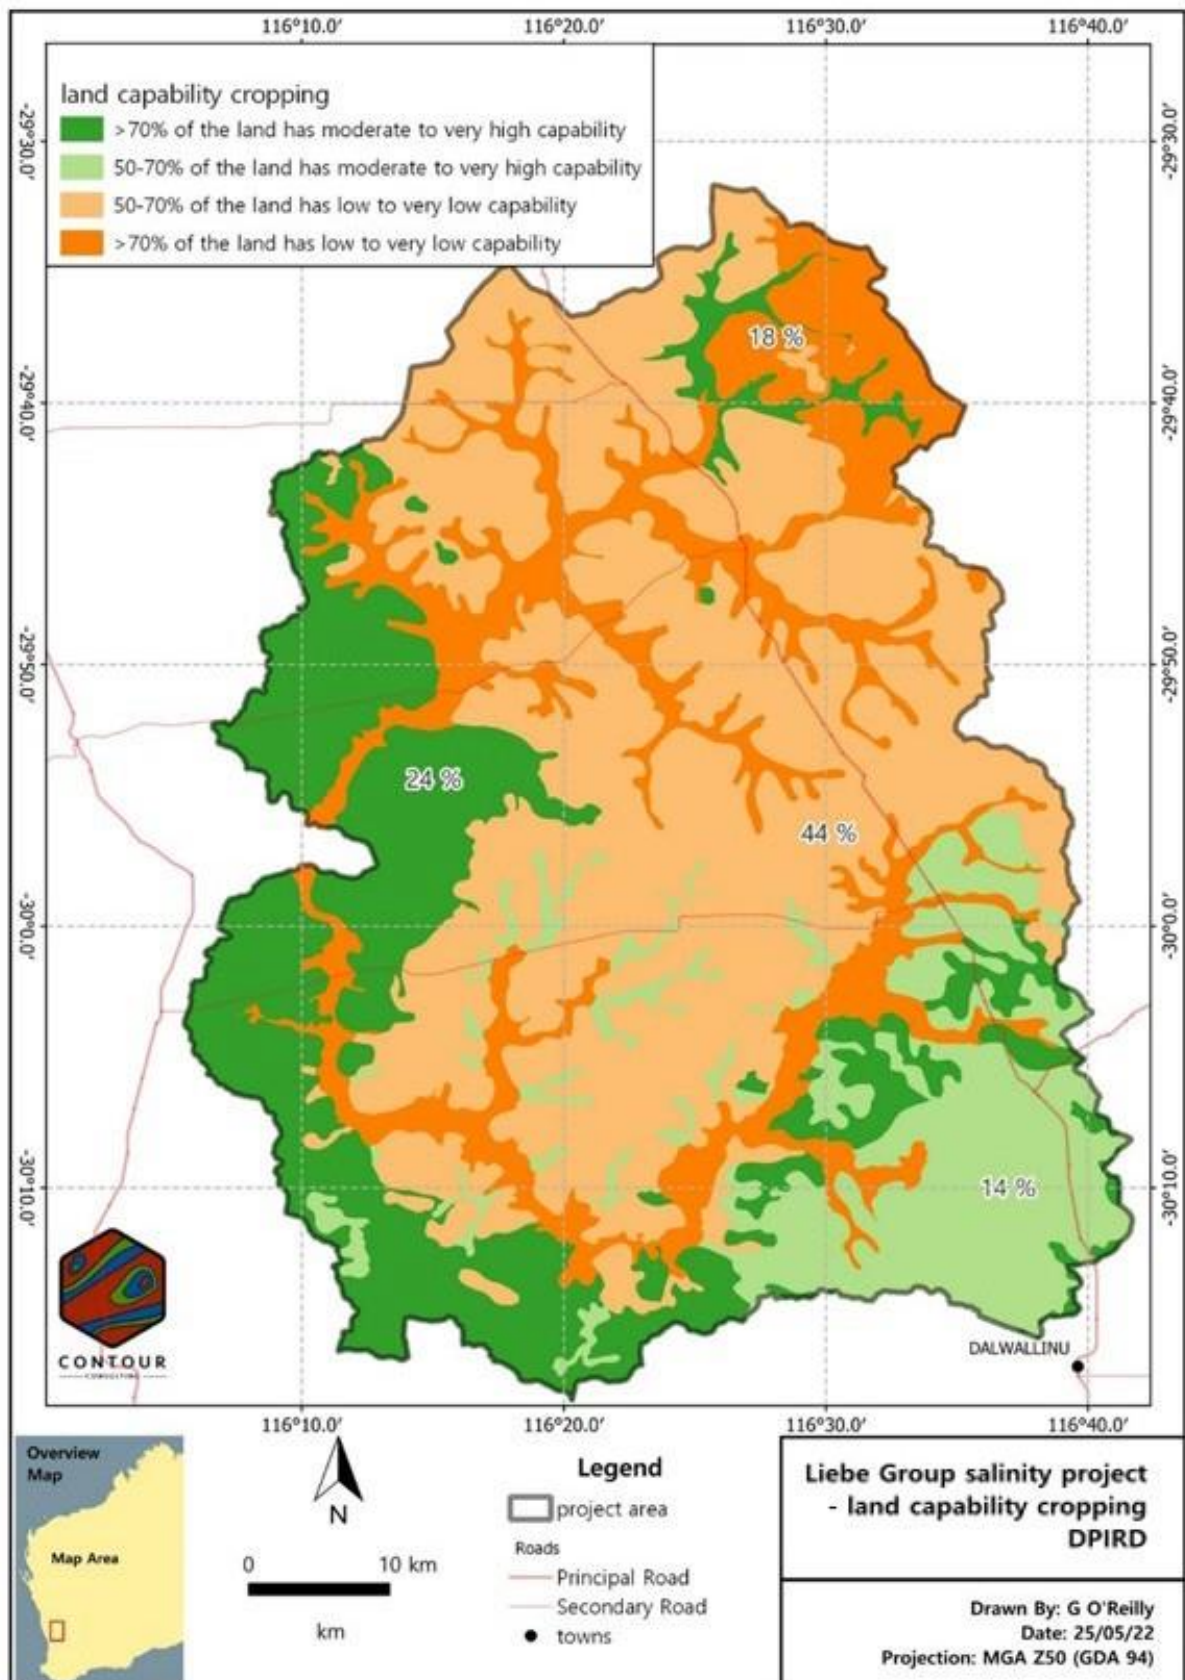 116°10.0' 116°20.0' 116°30.0' 116°40.0'
land capability cropping
>70% of the land has moderate to very high capability
50-70% of the land has moderate to very high capability
50-70% of the land has low to very low capability
>70% of the land has low to very low capability
-29°30.0' -29°30.0'
18 %
-29°40.0' -29°40.0'
-29°50.0' -29°50.0'
24 %
44 %
-30°0.0' -30°0.0'
14 %
-30°10.0' -30°10.0'
CONTOUR
CONSULTING
DALWALLINU
116°10.0' 116°20.0' 116°30.0' 116°40.0'
Overview
Map
Map Area
N
0 10 km
km
Legend
project area
Roads
Principal Road
Secondary Road
towns
Liebe Group salinity project
- land capability cropping
DPIRD
Drawn By: G O'Reilly
Date: 25/05/22
Projection: MGA Z50 (GDA 94)